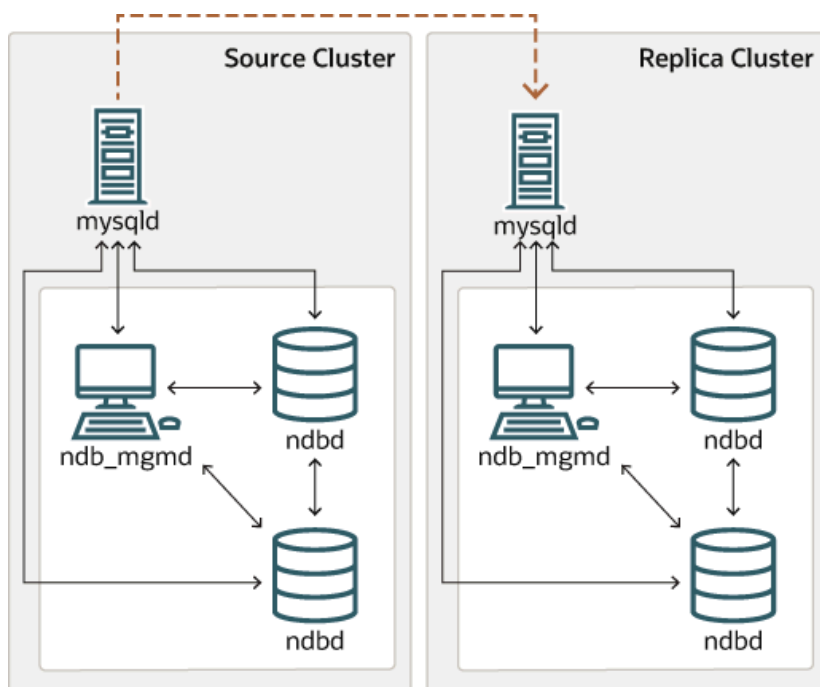 Source Cluster
Replica Cluster
mysqld
mysqld
ndbd
ndbd
ndb_mgmd
ndb_mgmd
ndbd
ndbd